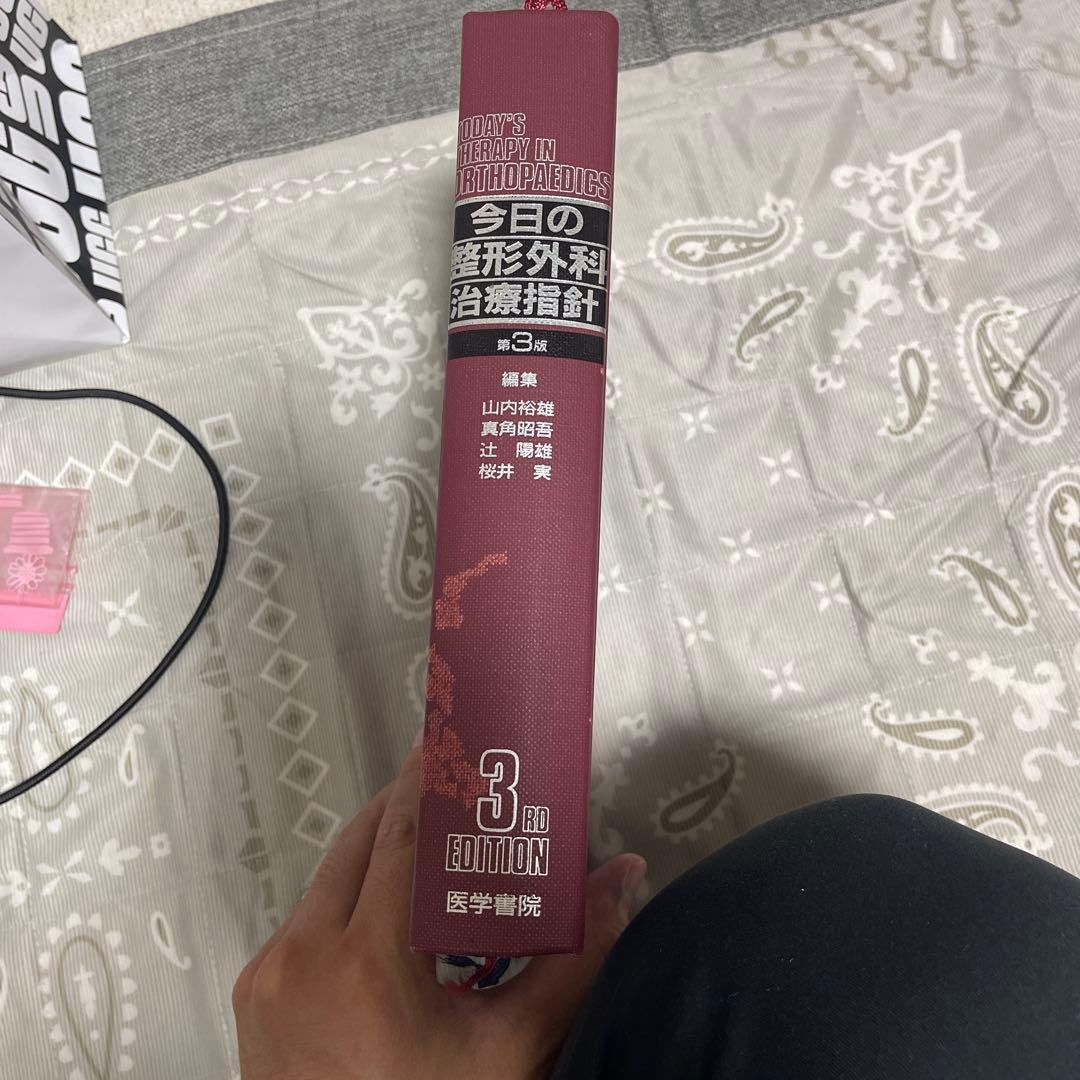 TODAY'S
THERAPY IN
ORTHOPAEDICS
今日の
整形外科
治療指針
第3版
編集
山内裕雄
真角昭吾
辻 陽雄
桜井 実
3RD
EDITION
医学書院